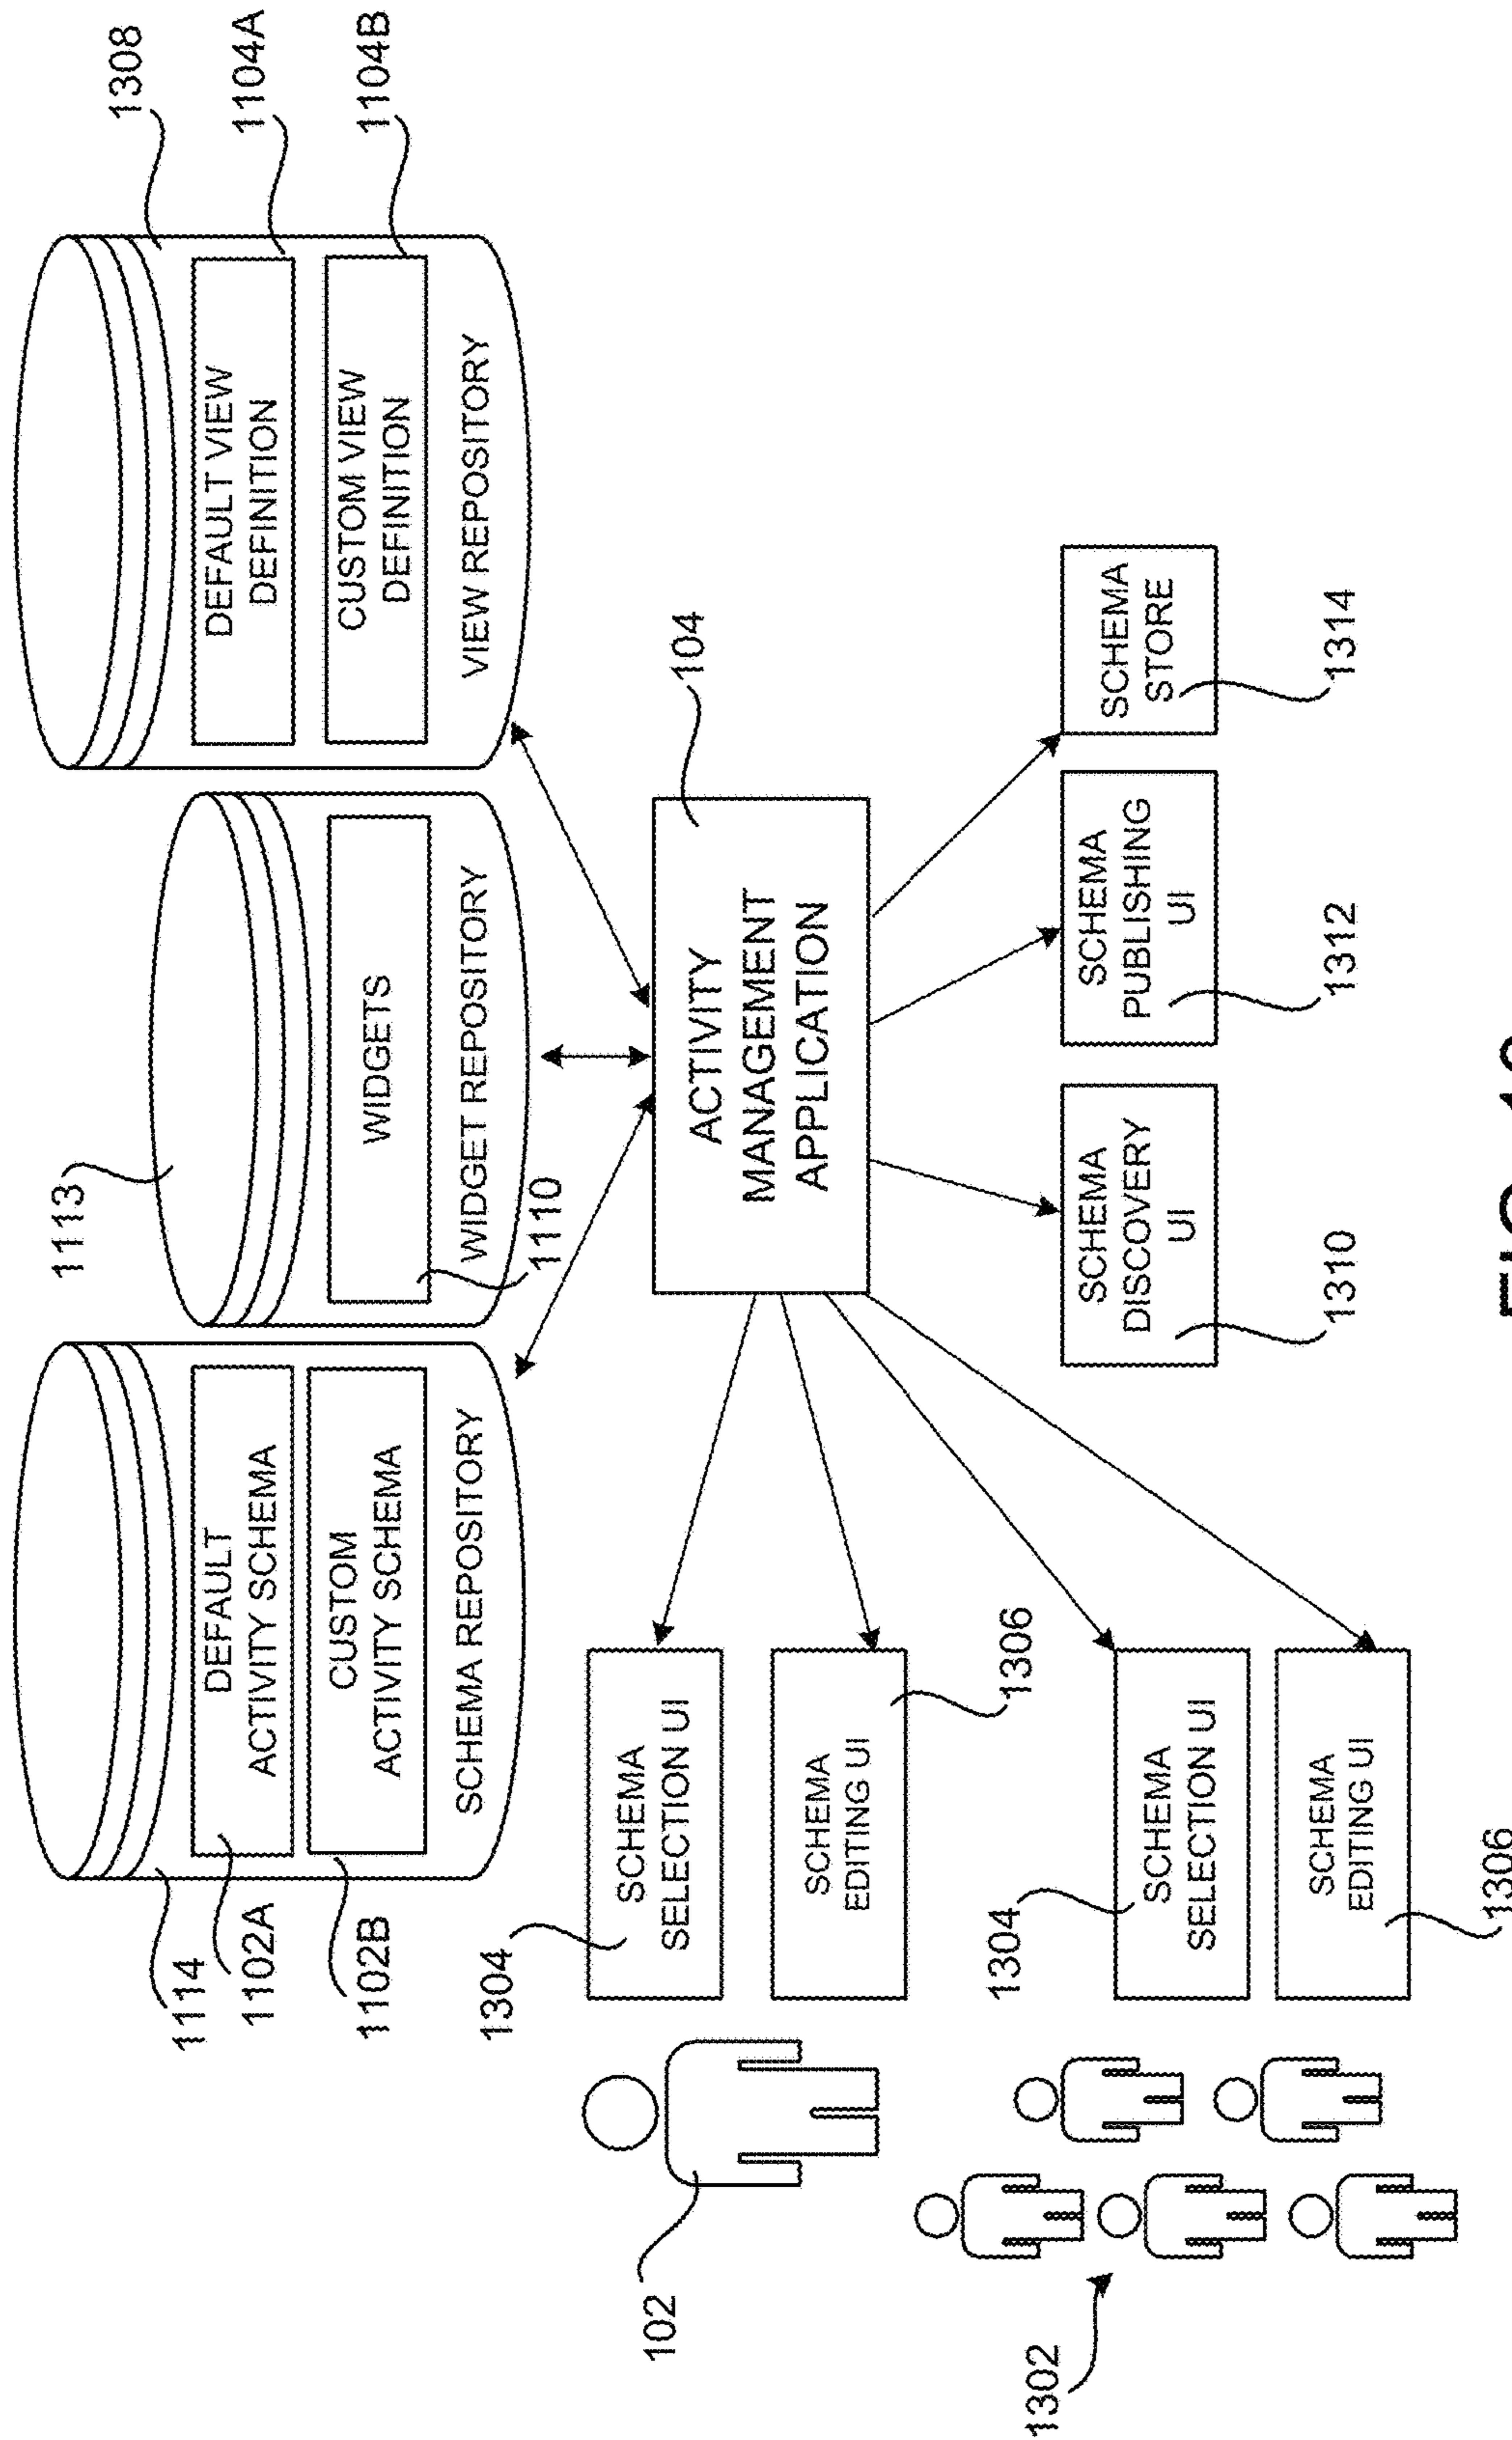 1114
1102A
1102B
DEFAULT
ACTIVITY SCHEMA
CUSTOM
ACTIVITY SCHEMA
SCHEMA REPOSITORY
1113
WIDGETS
WIDGET REPOSITORY
1110
DEFAULT VIEW
DEFINITION
CUSTOM VIEW
DEFINITION
VIEW REPOSITORY
1308
1104A
1104B
102
1304
SCHEMA
SELECTION UI
SCHEMA
EDITING UI
1306
ACTIVITY
MANAGEMENT
APPLICATION
104
1302
1304
SCHEMA
SELECTION UI
SCHEMA
EDITING UI
1306
SCHEMA
DISCOVERY
UI
1310
SCHEMA
PUBLISHING
UI
1312
SCHEMA
STORE
1314